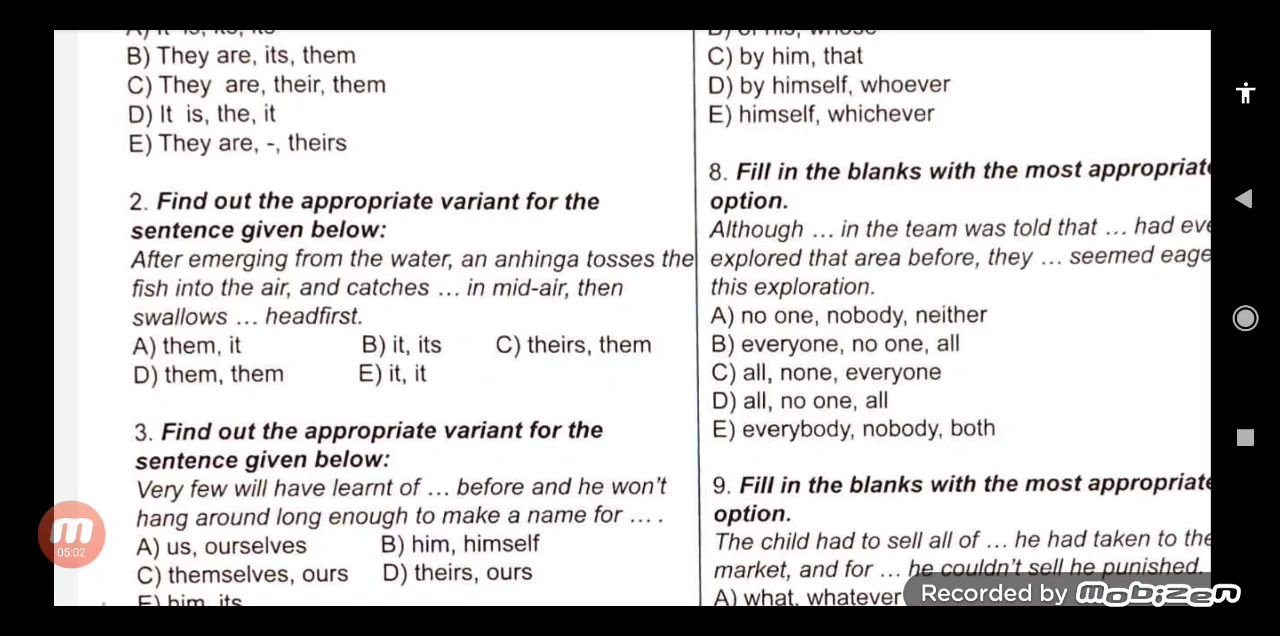 B) They are, its, them
C) They are, their, them
D) It is, the, it
E) They are, -, theirs
2. Find out the appropriate variant for the
sentence given below:
After emerging from the water, an anhinga tosses the
fish into the air, and catches ... in mid-air, then
swallows ... headfirst.
A) them, it B) it, its C) theirs, them
D) them, them E) it, it
3. Find out the appropriate variant for the
sentence given below:
Very few will have learnt of ... before and he won't
hang around long enough to make a name for ... .
A) us, ourselves B) him, himself
C) themselves, ours D) theirs, ours
E) him, its
C) by him, that
D) by himself, whoever
E) himself, whichever
8. Fill in the blanks with the most appropriat
option.
Although ... in the team was told that ... had eve
explored that area before, they ... seemed eage
this exploration.
A) no one, nobody, neither
B) everyone, no one, all
C) all, none, everyone
D) all, no one, all
E) everybody, nobody, both
9. Fill in the blanks with the most appropriate
option.
The child had to sell all of ... he had taken to the
market, and for ... he couldn't sell he punished.
A) what, whatever
05:02
Recorded by Mobizen